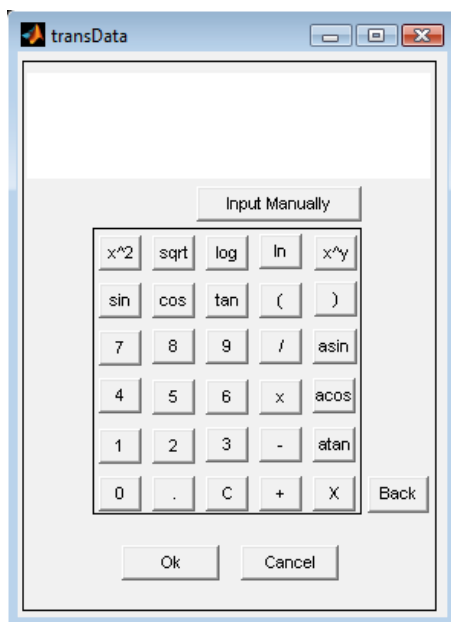 transData
Input Manually
x^2 sqrt log ln x^y
sin cos tan ( )
7 8 9 / asin
4 5 6 x acos
1 2 3 - atan
0 . C + X Back
Ok Cancel